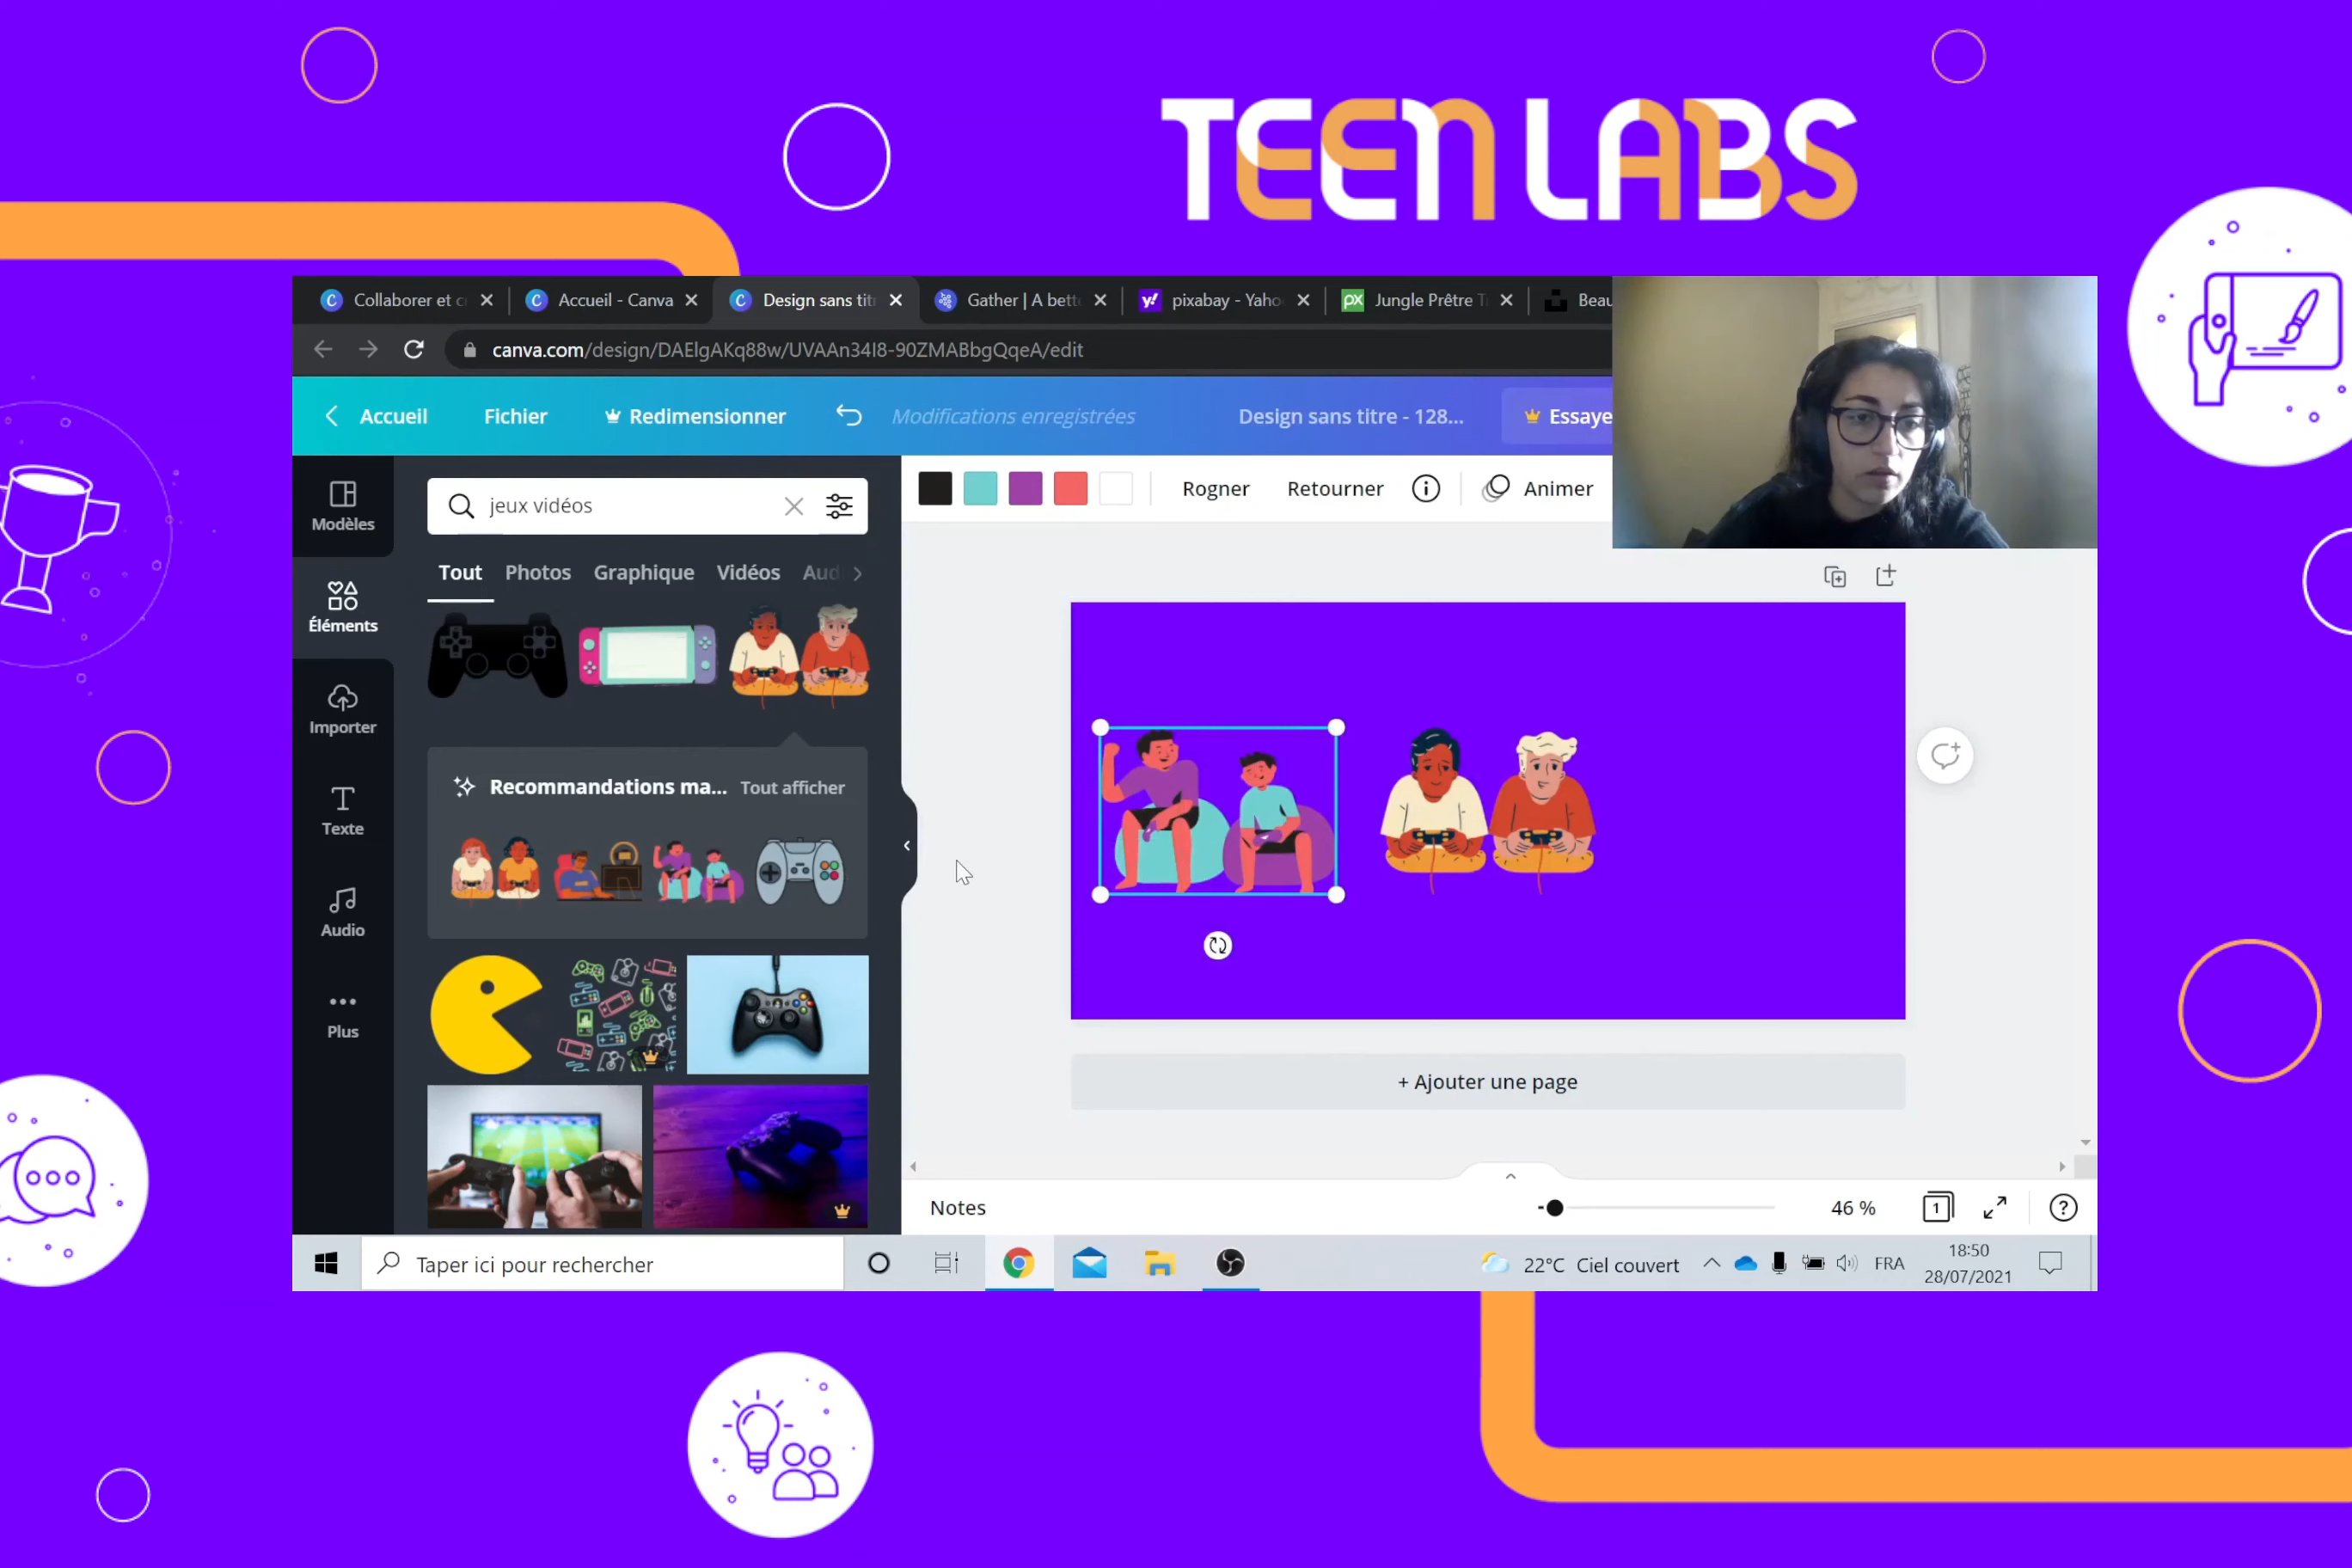 TEEN LABS
Collaborer et c
Accueil - Canva
Design sans tit
Gather | A bett
pixabay - Yaho
Jungle Prêtre T
Beau
canva.com/design/DAElgAKq88w/UVAAn34I8-90ZMABbgQqeA/edit
Accueil
Fichier
Redimensionner
Modifications enregistrées
Design sans titre - 128...
Essaye
Modèles
Éléments
Importer
Texte
Audio
Plus
jeux vidéos
Tout
Photos
Graphique
Vidéos
Aud
Recommandations ma...
Tout afficher
Rogner
Retourner
Animer
+ Ajouter une page
Notes
46 %
1
Taper ici pour rechercher
22°C Ciel couvert
FRA
18:50
28/07/2021